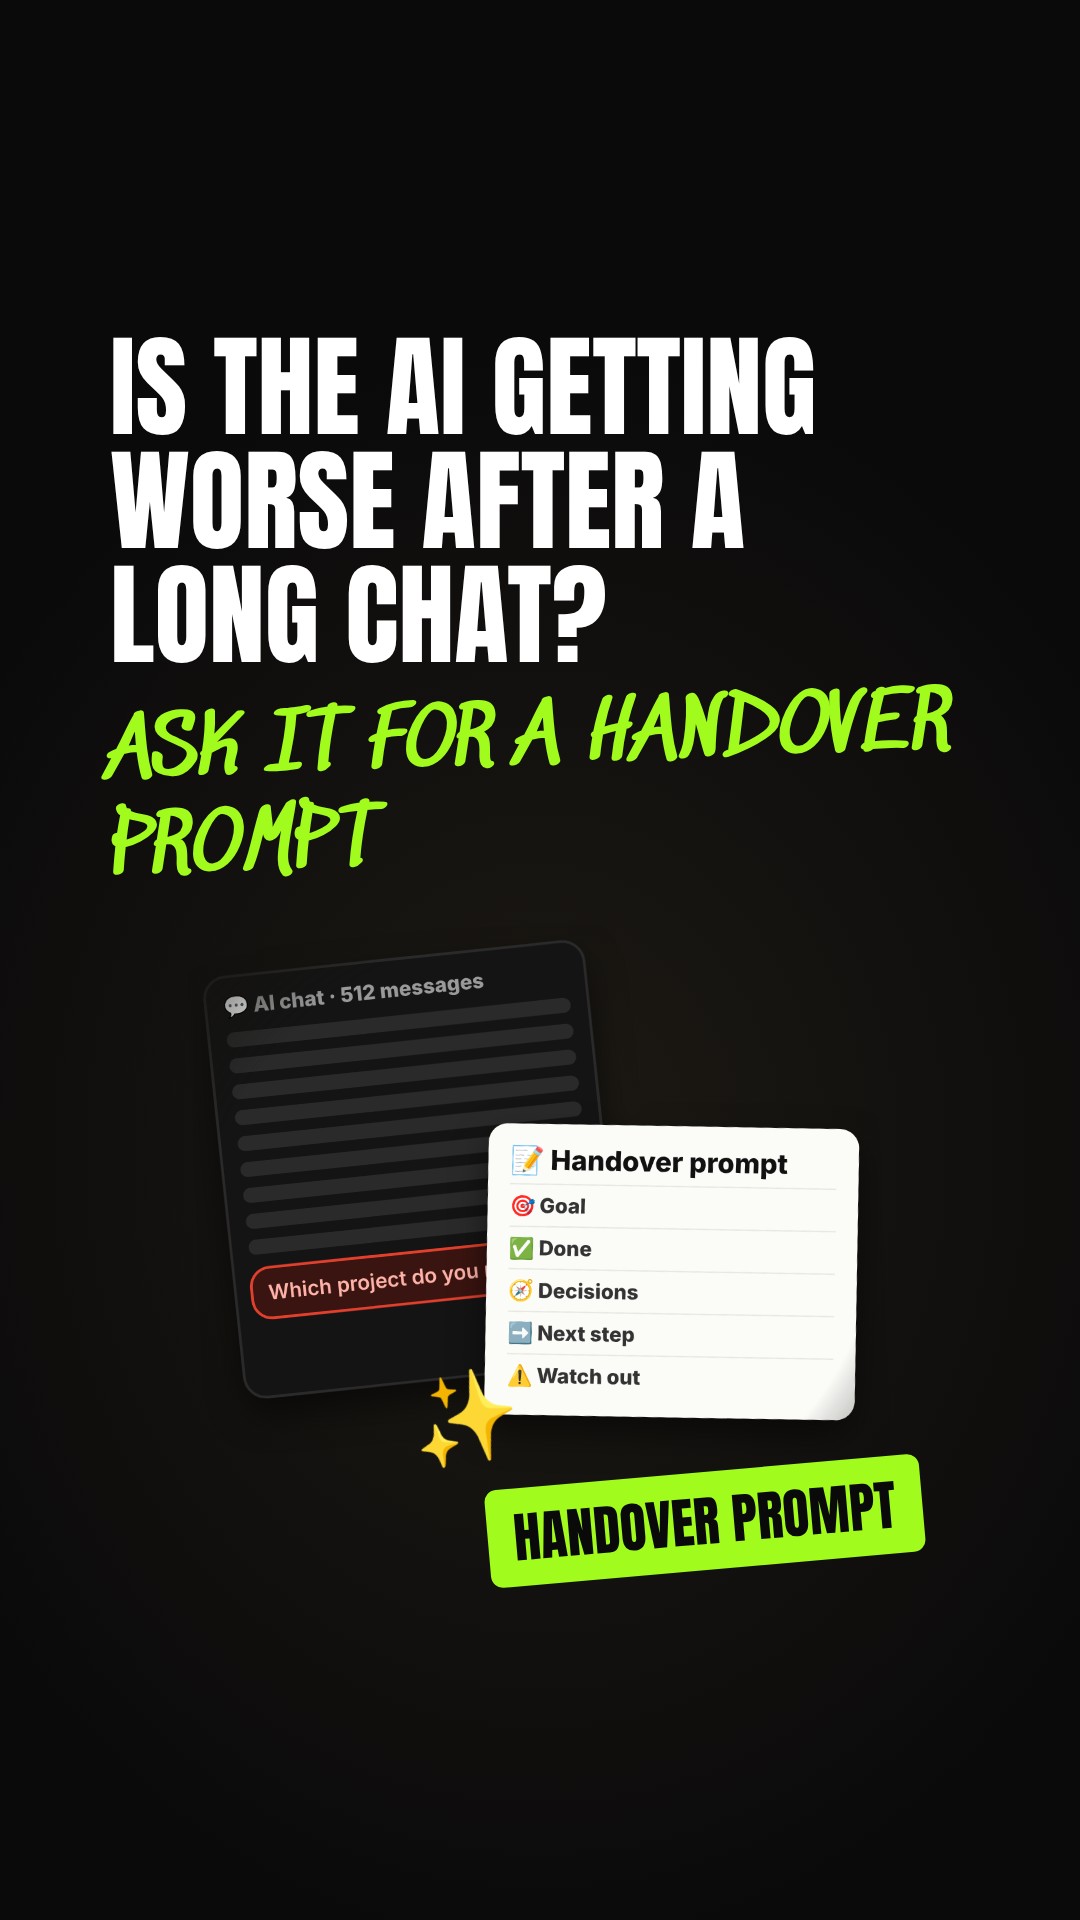 IS THE AI GETTING
WORSE AFTER A
LONG CHAT?
ASK IT FOR A HANDOVER
PROMPT
💬 AI chat · 512 messages
Which project do you
📝 Handover prompt
🎯 Goal
✅ Done
🧭 Decisions
➡️ Next step
⚠️ Watch out
HANDOVER PROMPT